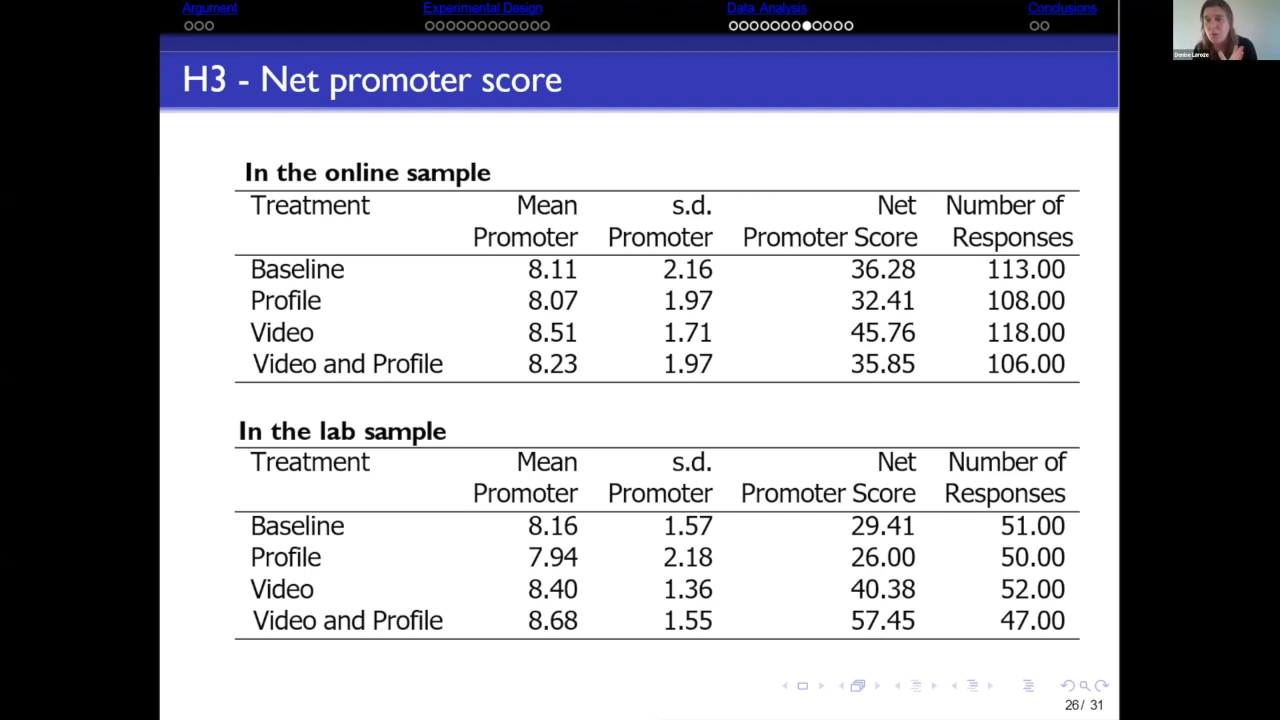 Argument Experimental Design Data Analysis Conclusions
Denise Laroze
H3 - Net promoter score
In the online sample
Treatment Mean s.d. Net Number of
Promoter Promoter Promoter Score Responses
Baseline 8.11 2.16 36.28 113.00
Profile 8.07 1.97 32.41 108.00
Video 8.51 1.71 45.76 118.00
Video and Profile 8.23 1.97 35.85 106.00
In the lab sample
Treatment Mean s.d. Net Number of
Promoter Promoter Promoter Score Responses
Baseline 8.16 1.57 29.41 51.00
Profile 7.94 2.18 26.00 50.00
Video 8.40 1.36 40.38 52.00
Video and Profile 8.68 1.55 57.45 47.00
26 / 31